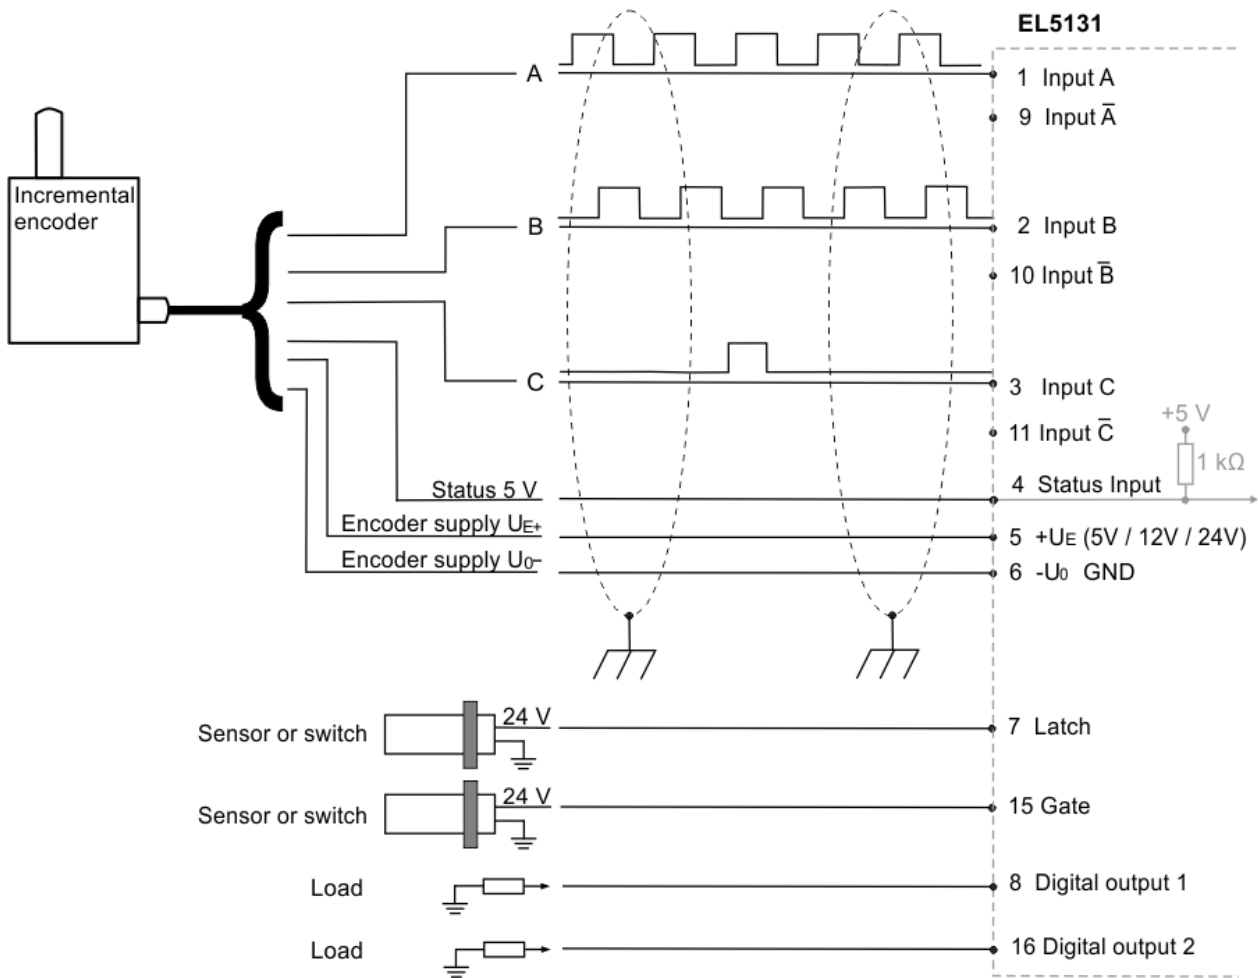 EL5131
A
1 Input A
9 Input A̅
Incremental
encoder
B
2 Input B
10 Input B̅
C
3 Input C
+5 V
11 Input C̅
1 kΩ
Status 5 V
4 Status Input
Encoder supply UE+
5 +UE (5V / 12V / 24V)
Encoder supply U0-
6 -U0 GND
Sensor or switch
24 V
7 Latch
Sensor or switch
24 V
15 Gate
Load
8 Digital output 1
Load
16 Digital output 2